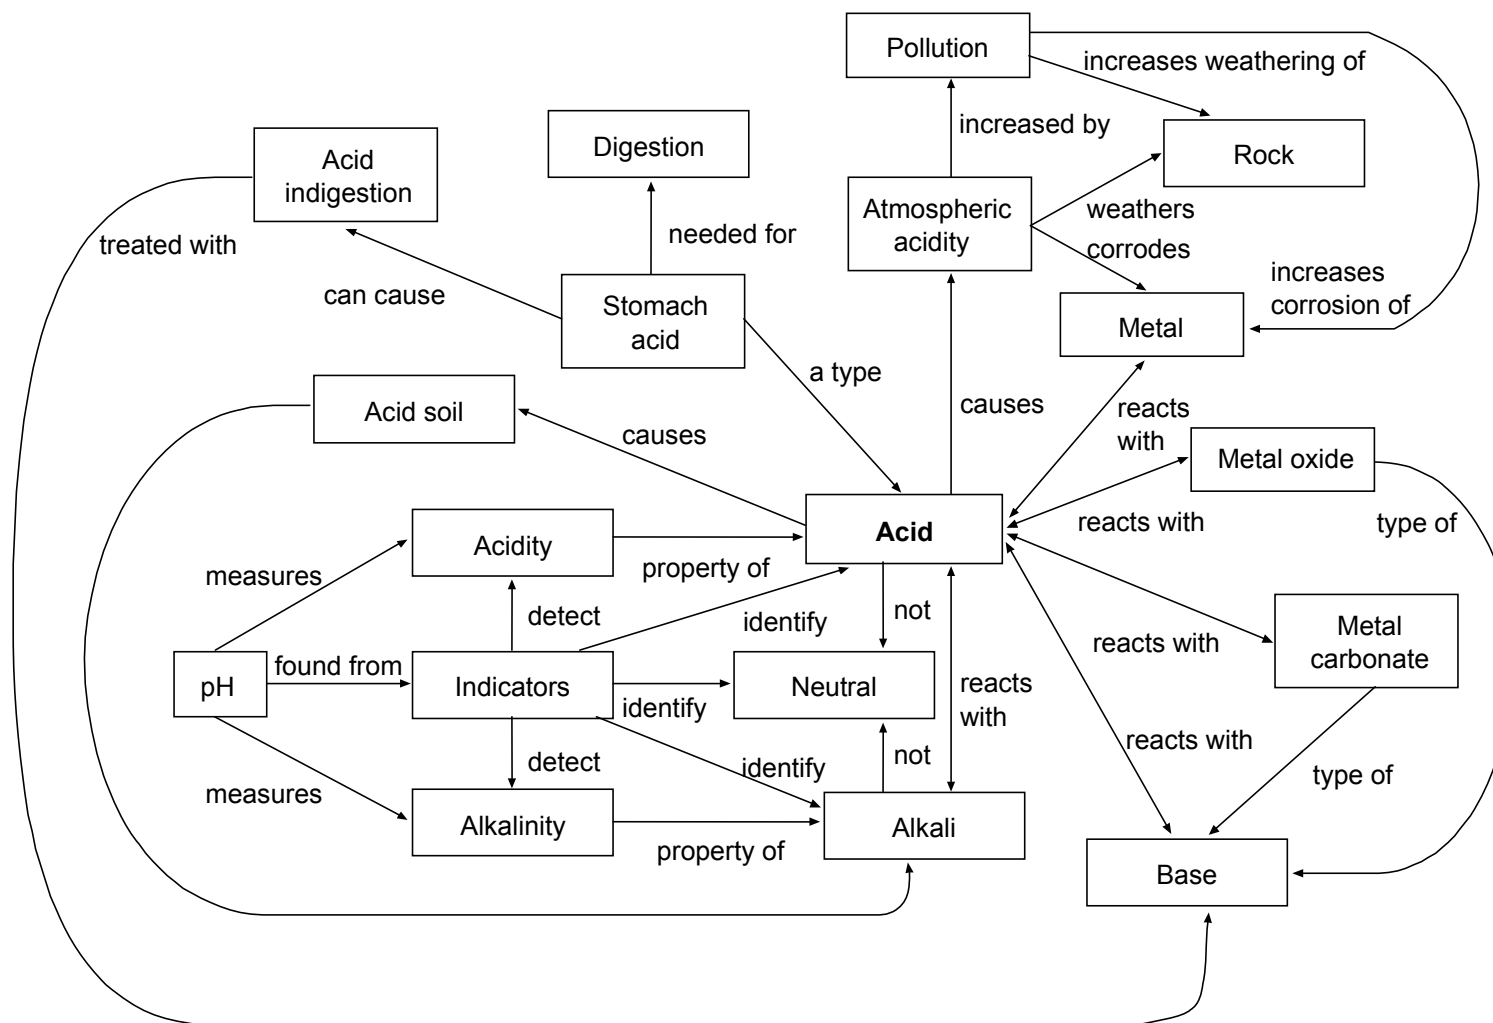 Pollution
increases weathering of
increased by
Digestion
Acid
indigestion
Rock
Atmospheric
acidity
weathers
treated with
needed for
corrodes
can cause
Stomach
acid
increases
corrosion of
Metal
a type
Acid soil
causes
causes
reacts
with
Metal oxide
reacts with
type of
Acid
Acidity
property of
measures
detect
identify
not
reacts with
Metal
carbonate
pH
found from
Indicators
identify
Neutral
reacts
with
reacts with
detect
identify
not
measures
type of
Alkalinity
property of
Alkali
Base